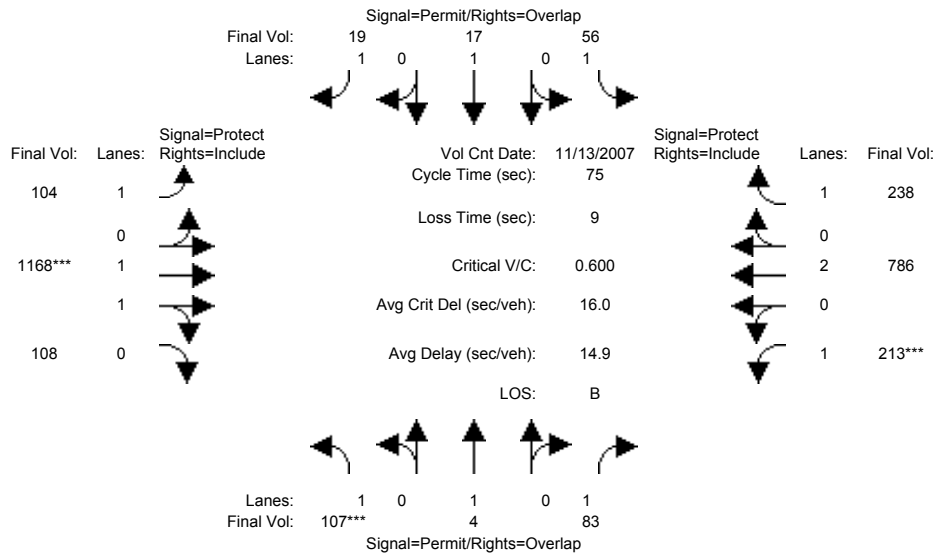 Signal=Permit/Rights=Overlap
Final Vol: 19 17 56
Lanes: 1 0 1 0 1
Signal=Protect Signal=Protect
Final Vol: Lanes: Rights=Include Vol Cnt Date: 11/13/2007 Rights=Include Lanes: Final Vol:
Cycle Time (sec): 75
104 1 1 238
Loss Time (sec): 9
0 0
1168*** 1 Critical V/C: 0.600 2 786
1 Avg Crit Del (sec/veh): 16.0 0
108 0 Avg Delay (sec/veh): 14.9 1 213***
LOS: B
Lanes: 1 0 1 0 1
Final Vol: 107*** 4 83
Signal=Permit/Rights=Overlap